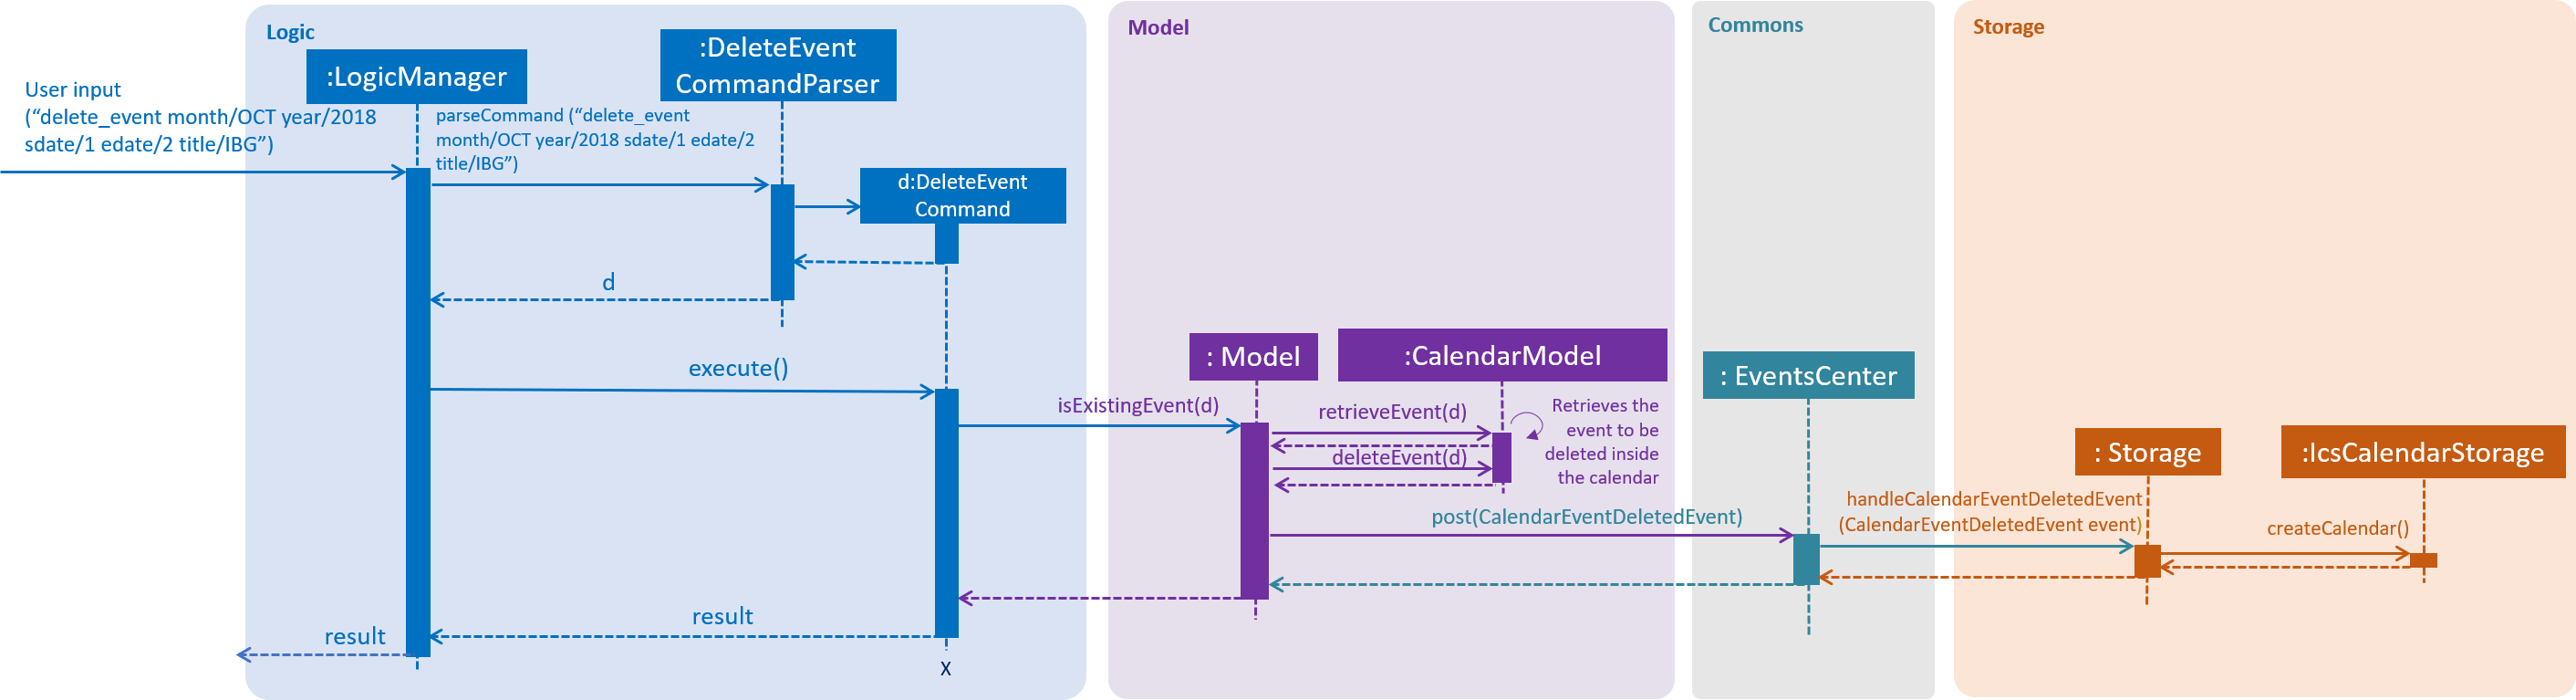 Logic
Model
Commons
Storage
:LogicManager
:DeleteEvent
CommandParser
User input
(“delete_event month/OCT year/2018
sdate/1 edate/2 title/IBG”)
parseCommand (“delete_event
month/OCT year/2018 sdate/1 edate/2
title/IBG”)
d:DeleteEvent
Command
d
execute()
: Model
:CalendarModel
: EventsCenter
: Storage
:IcsCalendarStorage
isExistingEvent(d)
retrieveEvent(d)
deleteEvent(d)
Retrieves the
event to be
deleted inside
the calendar
post(CalendarEventDeletedEvent)
handleCalendarEventDeletedEvent
(CalendarEventDeletedEvent event)
createCalendar()
result
result
X